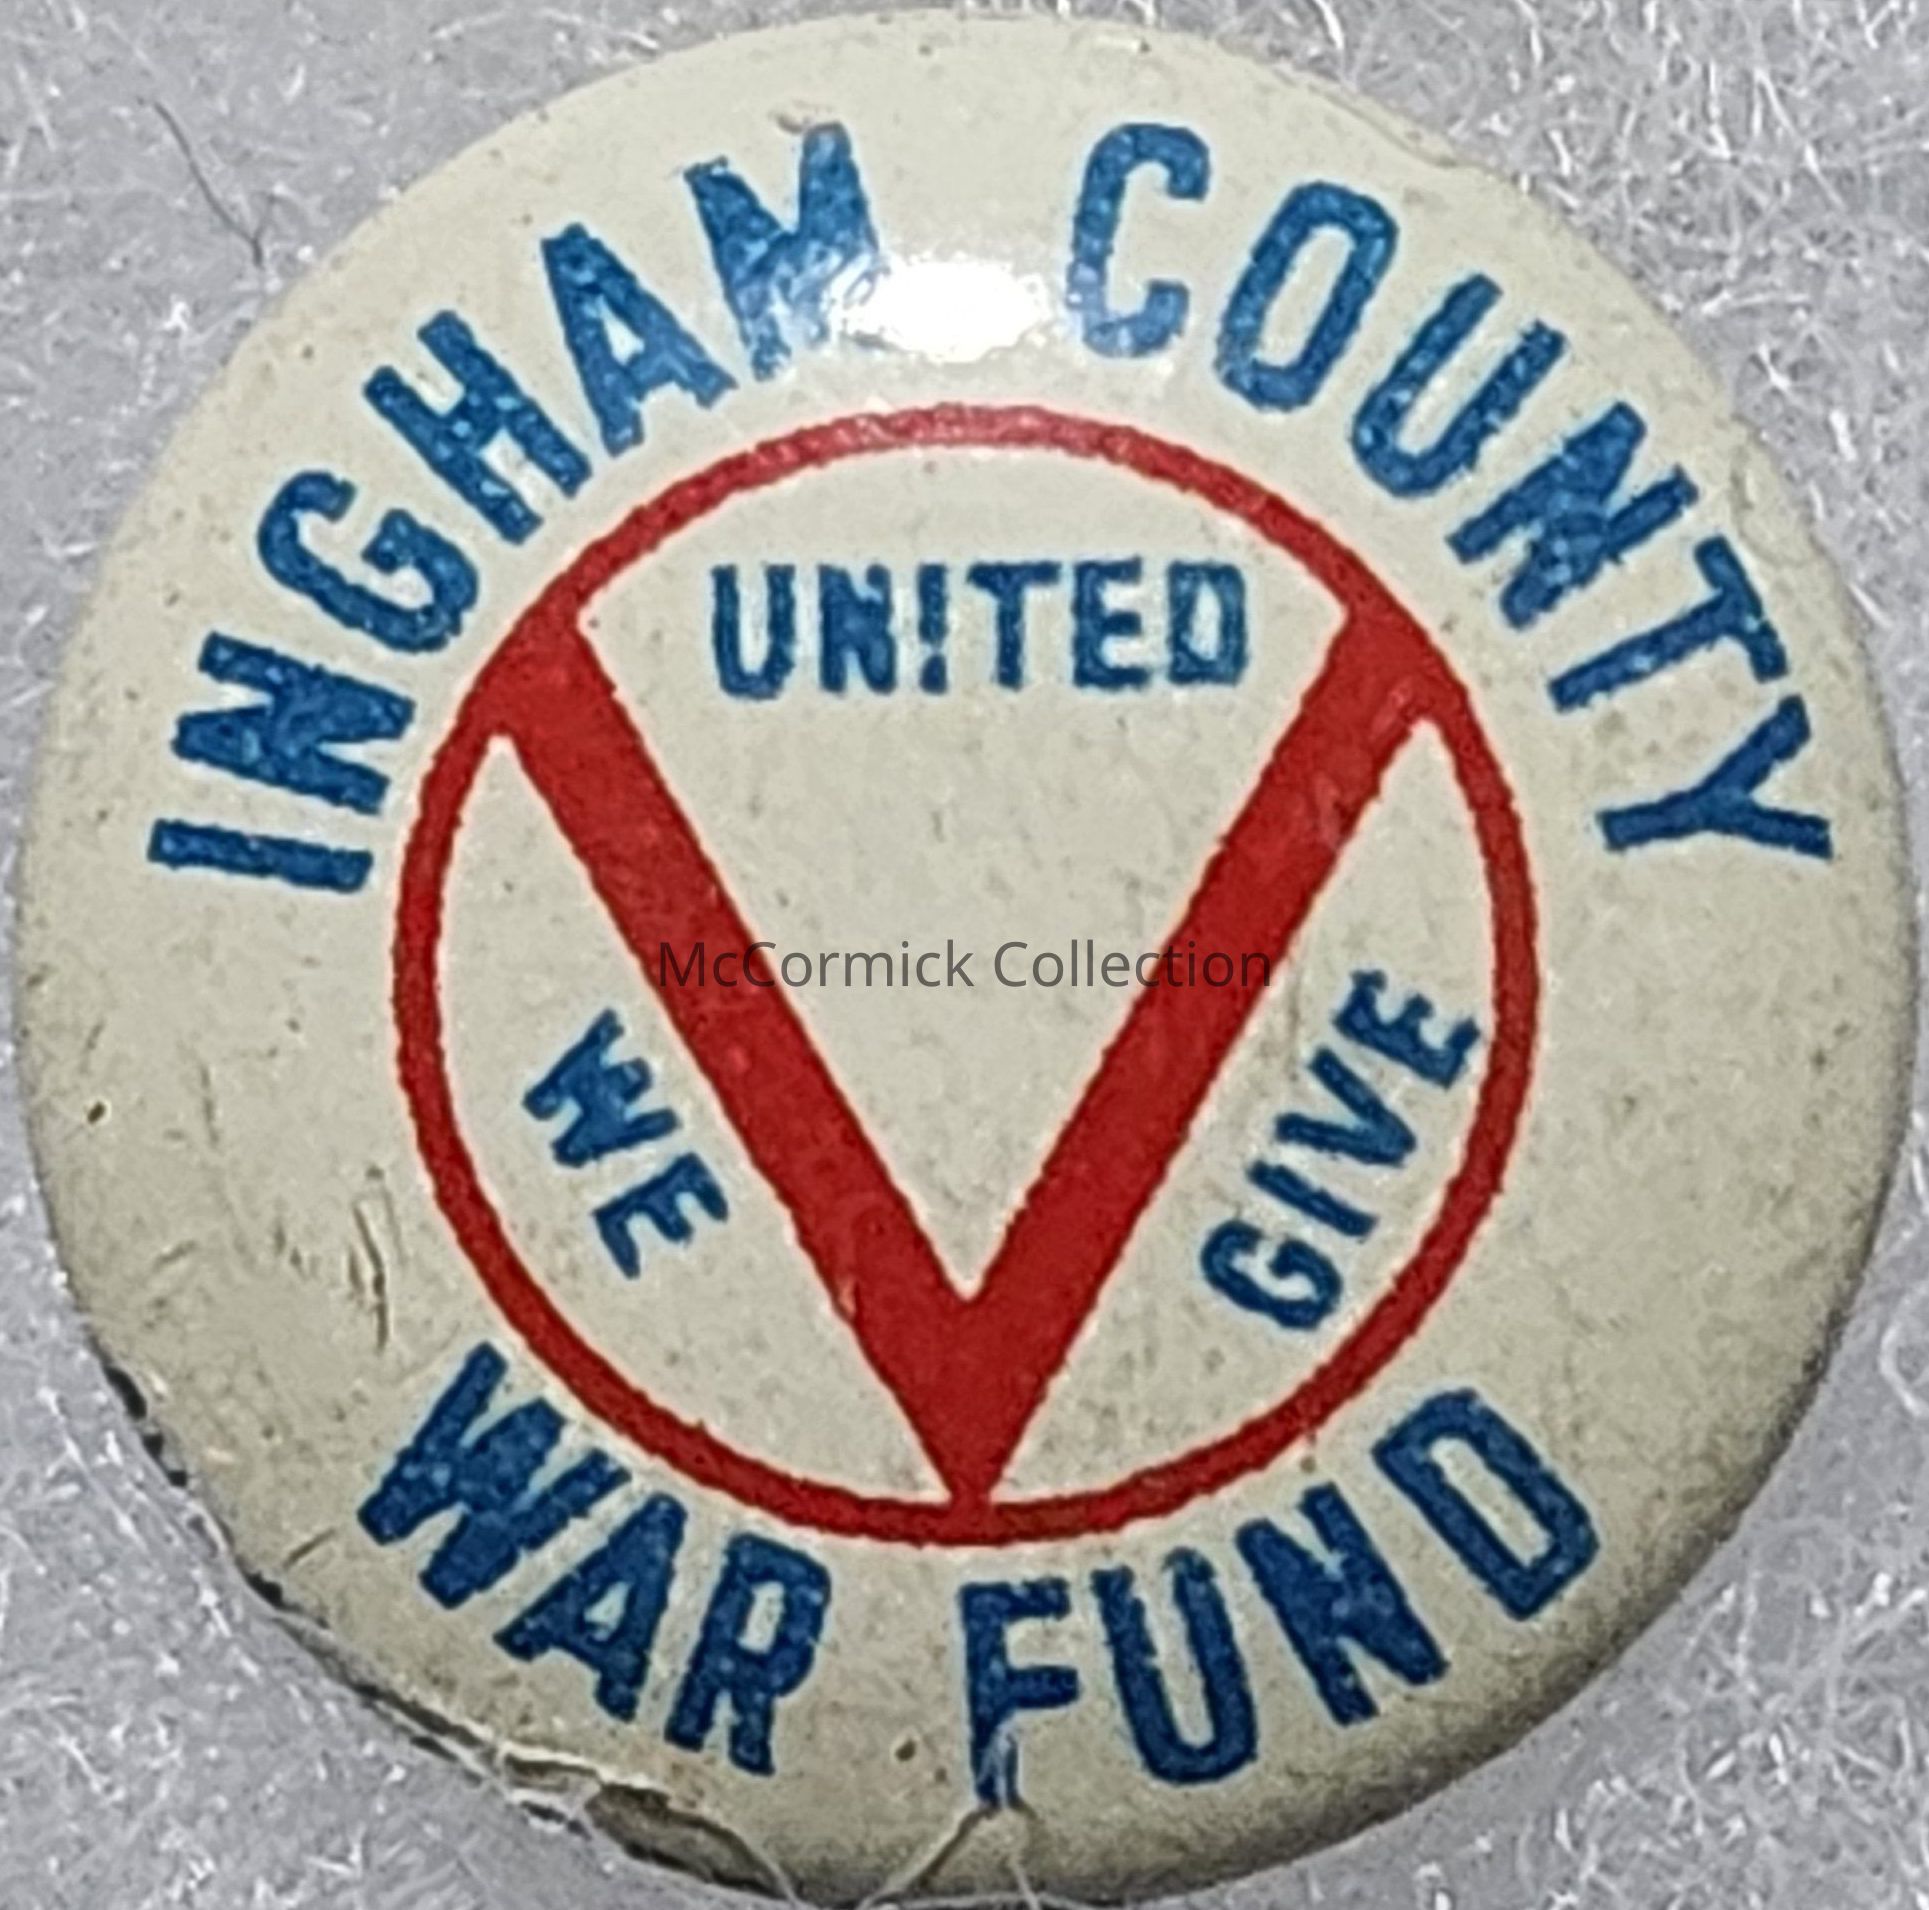 INGHAM COUNTY
UNITED
WE
GIVE
WAR FUND
McCormick Collection